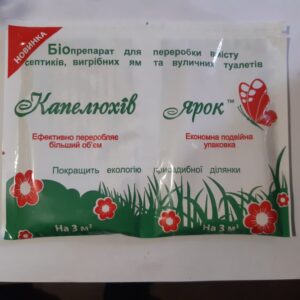 НОВИНКА
Біопрепарат для переробки вмісту
септиків, вигрібних ям та вуличних туалетів
Капелюхів Ярок™
Ефективно переробляє
більший об'єм
Економна подвійна
упаковка
Покращить екологію присадибної ділянки
На 3 м³
На 3 м³